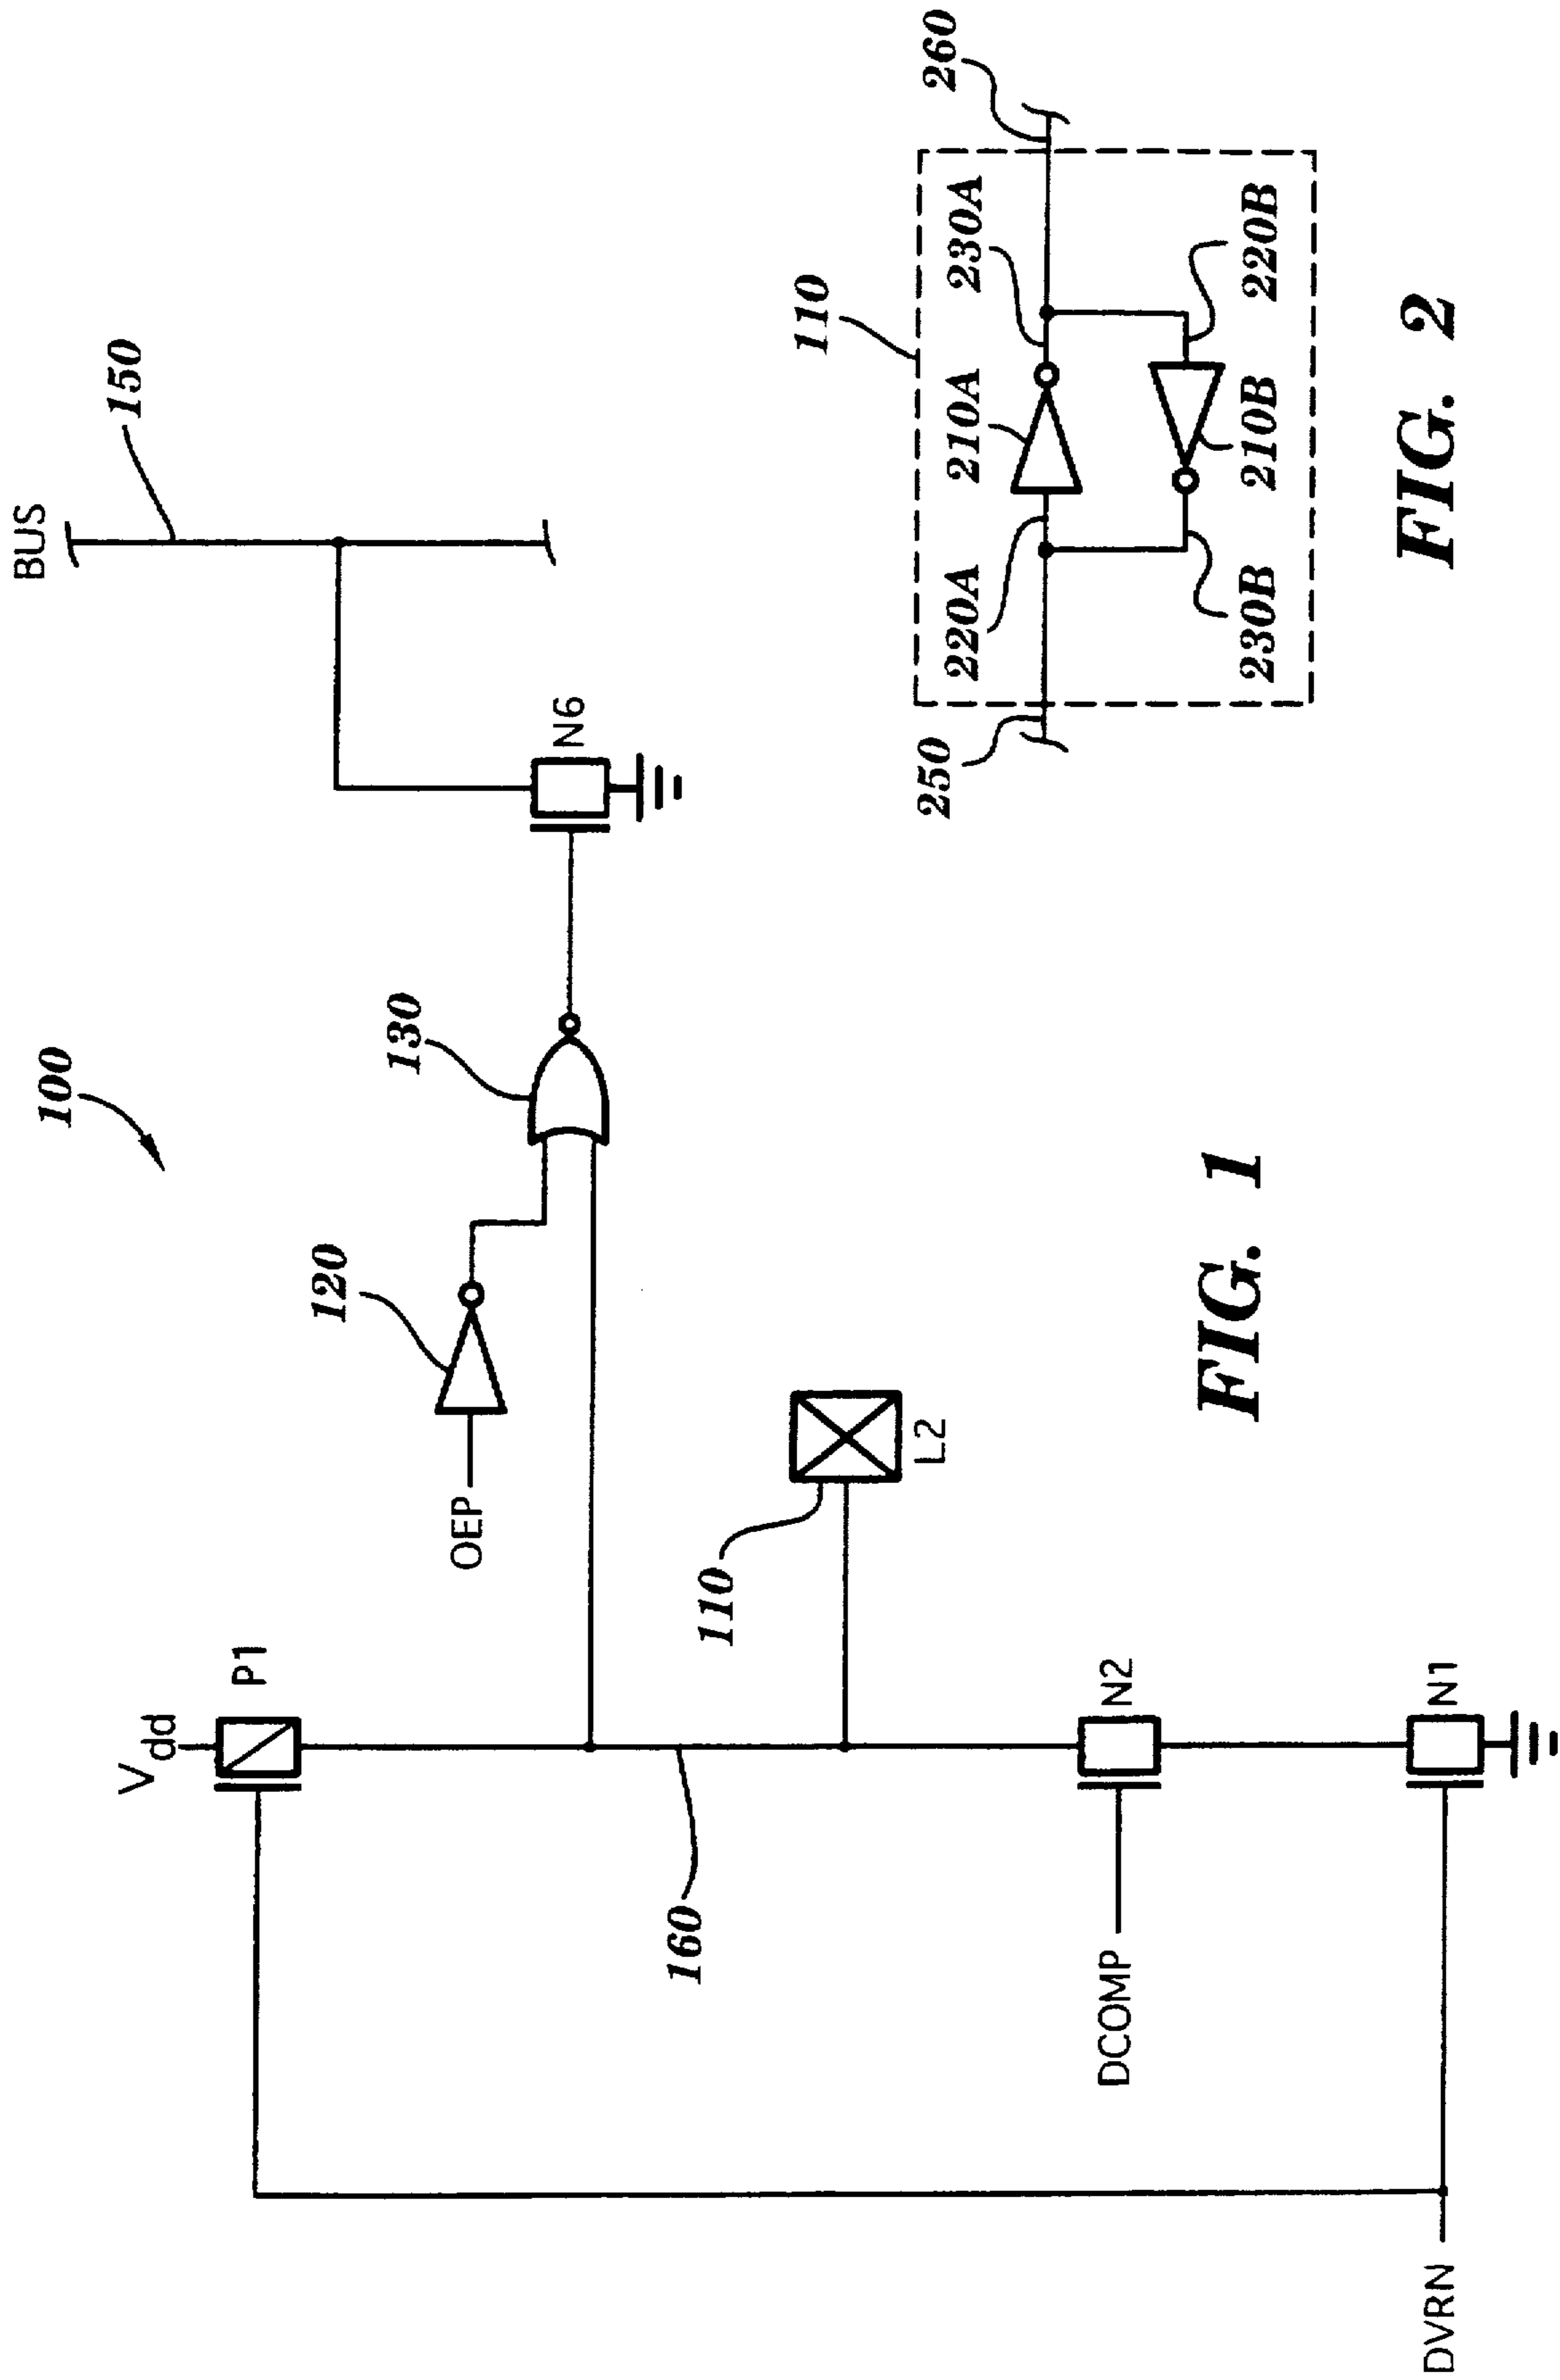 100
BUS
150
V dd
P1
120
130
OEP
N6
160
110
L2
DCOMP
N2
DVRN
N1
FIG. 1
110
250
260
220A
210A
230A
230B
210B
220B
FIG. 2